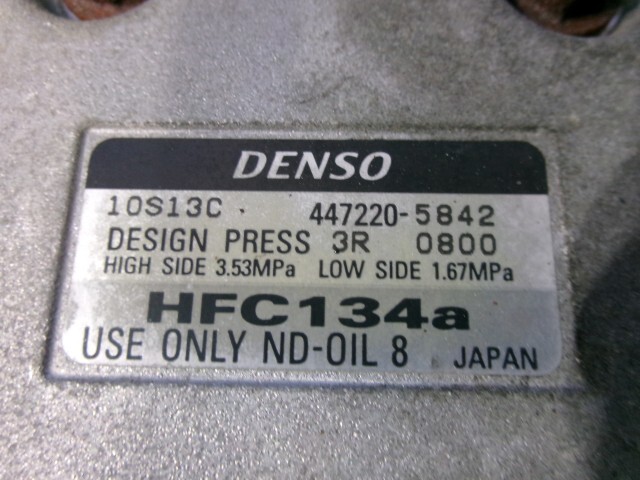 DENSO
10S13C 447220-5842
DESIGN PRESS 3R 0800
HIGH SIDE 3.53MPa LOW SIDE 1.67MPa
HFC134a
USE ONLY ND-OIL 8 JAPAN